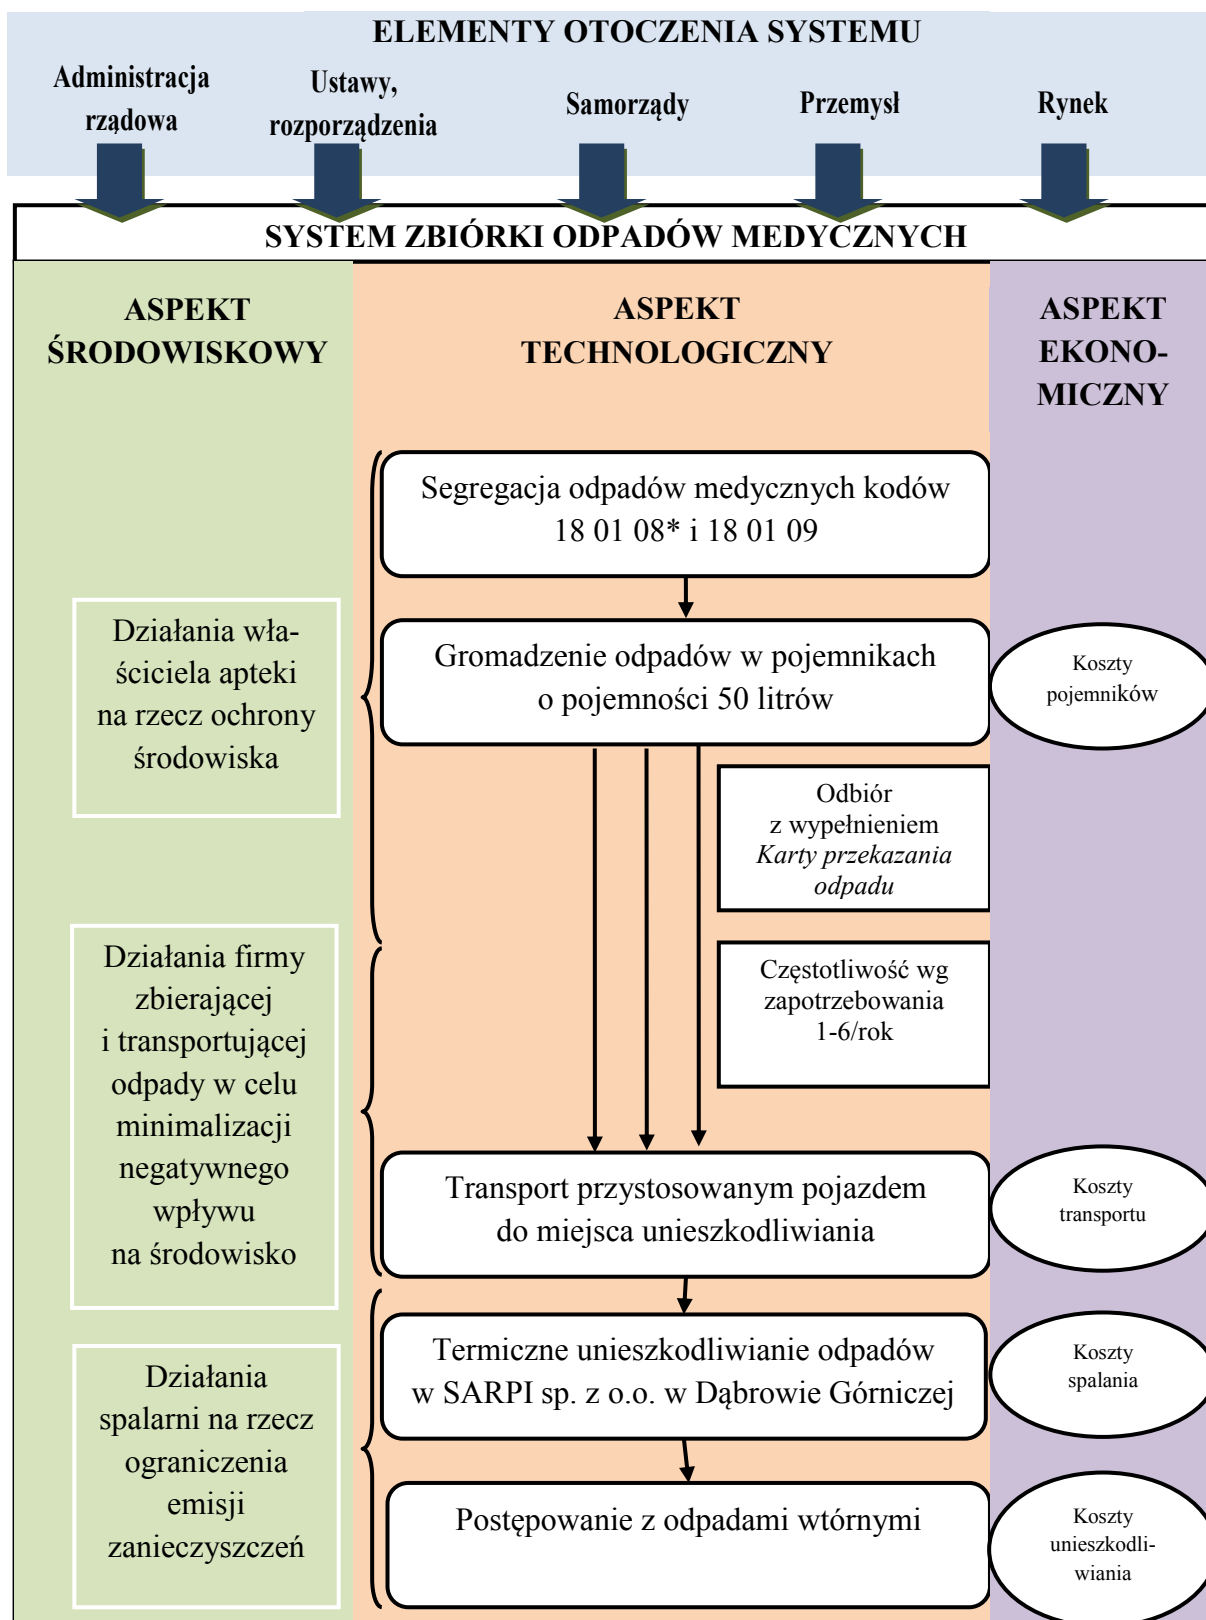 ELEMENTY OTOCZENIA SYSTEMU
Administracja
rządowa
Ustawy,
rozporządzenia
Samorządy
Przemysł
Rynek
SYSTEM ZBIÓRKI ODPADÓW MEDYCZNYCH
ASPEKT
ŚRODOWISKOWY
ASPEKT
TECHNOLOGICZNY
ASPEKT
EKONO-
MICZNY
Segregacja odpadów medycznych kodów
18 01 08* i 18 01 09
Działania wła-
ściciela apteki
na rzecz ochrony
środowiska
Gromadzenie odpadów w pojemnikach
o pojemności 50 litrów
Koszty
pojemników
Odbiór
z wypełnieniem
Karty przekazania
odpadu
Działania firmy
zbierającej
i transportującej
odpady w celu
minimalizacji
negatywnego
wpływu
na środowisko
Częstotliwość wg
zapotrzebowania
1-6/rok
Transport przystosowanym pojazdem
do miejsca unieszkodliwiania
Koszty
transportu
Działania
spalarni na rzecz
ograniczenia
emisji
zanieczyszczeń
Termiczne unieszkodliwianie odpadów
w SARPI sp. z o.o. w Dąbrowie Górniczej
Koszty
spalania
Postępowanie z odpadami wtórnymi
Koszty
unieszkodli-
wiania